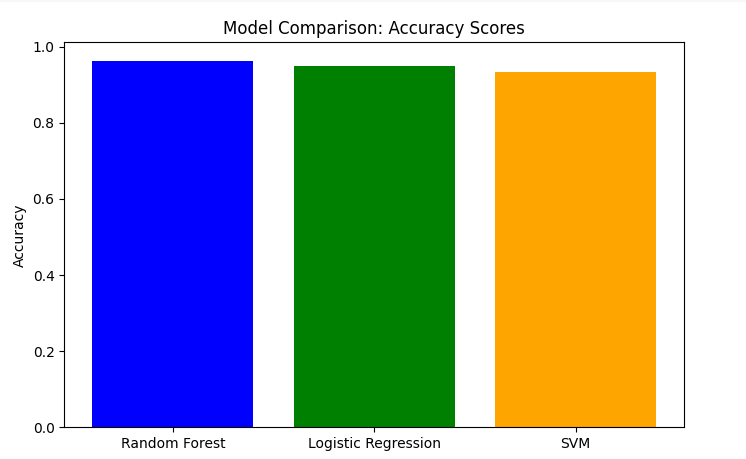 Model Comparison: Accuracy Scores
1.0
0.8
0.6
0.4
0.2
0.0
Accuracy
Random Forest
Logistic Regression
SVM